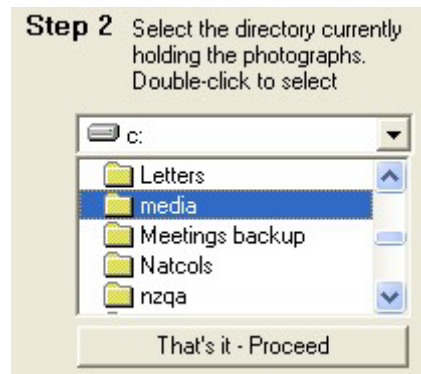 Step 2 Select the directory currently
holding the photographs.
Double-click to select
c:
Letters
media
Meetings backup
Natcols
nzqa
That's it - Proceed